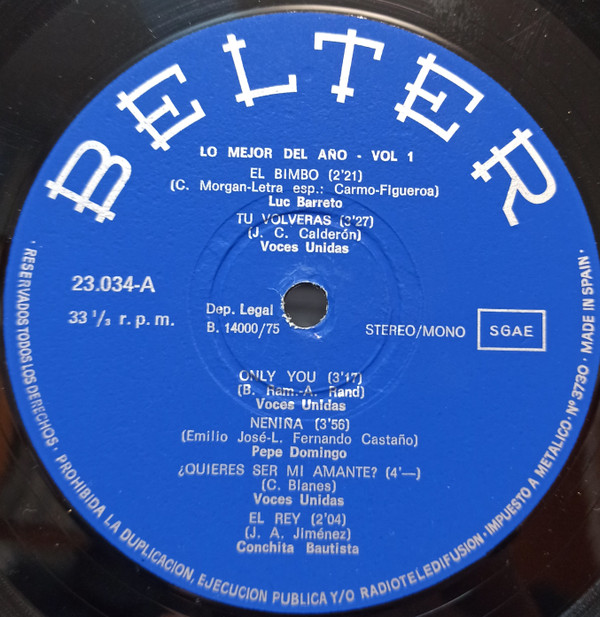 BELTER
LO MEJOR DEL AÑO - VOL 1
EL BIMBO (2'21)
(C. Morgan-Letra esp.: Carmo-Figueroa)
Luc Barreto
TU VOLVERAS (3'27)
(J. C. Calderón)
Voces Unidas
23.034-A
33 1/3 r. p. m.
Dep. Legal
B. 14000/75
STEREO/MONO
SGAE
ONLY YOU (3'17)
(B. Ram.-A. Rand)
Voces Unidas
NENIÑA (3'56)
(Emilio José-L. Fernando Castaño)
Pepe Domingo
¿QUIERES SER MI AMANTE? (4'—)
(C. Blanes)
Voces Unidas
EL REY (2'04)
(J. A. Jiménez)
Conchita Bautista
· RESERVADOS TODOS LOS DERECHOS · PROHIBIDA LA DUPLICACION, EJECUCION PUBLICA Y/O RADIOTELEDIFUSION · IMPUESTO A METALICO · Nº 3730 · MADE IN SPAIN ·